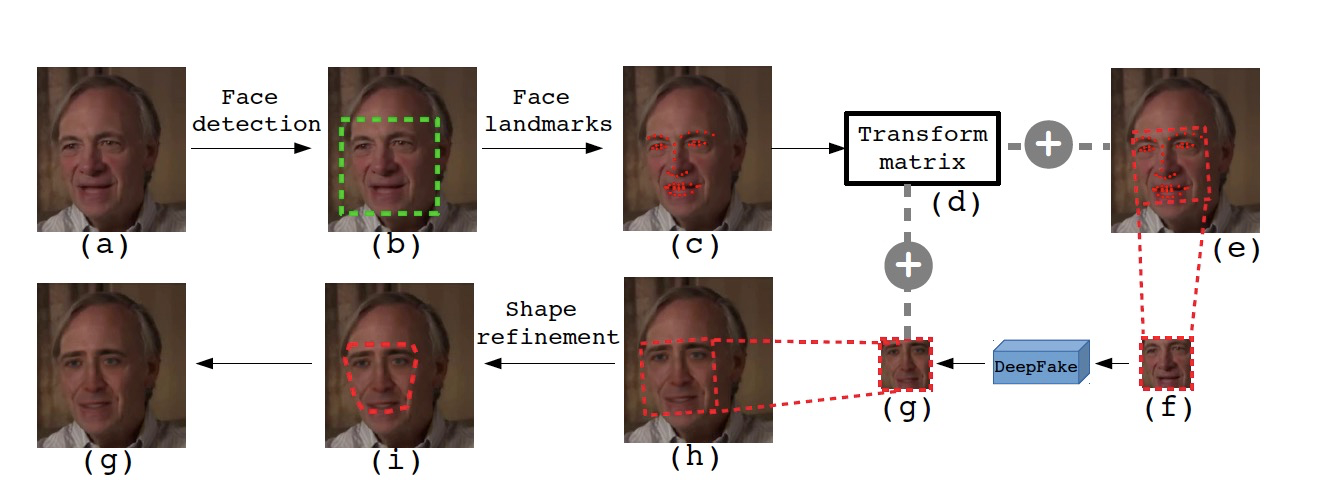 Face
detection
Face
landmarks
Transform
matrix
(a)
(b)
(c)
(d)
(e)
Shape
refinement
DeepFake
(g)
(i)
(h)
(g)
(f)